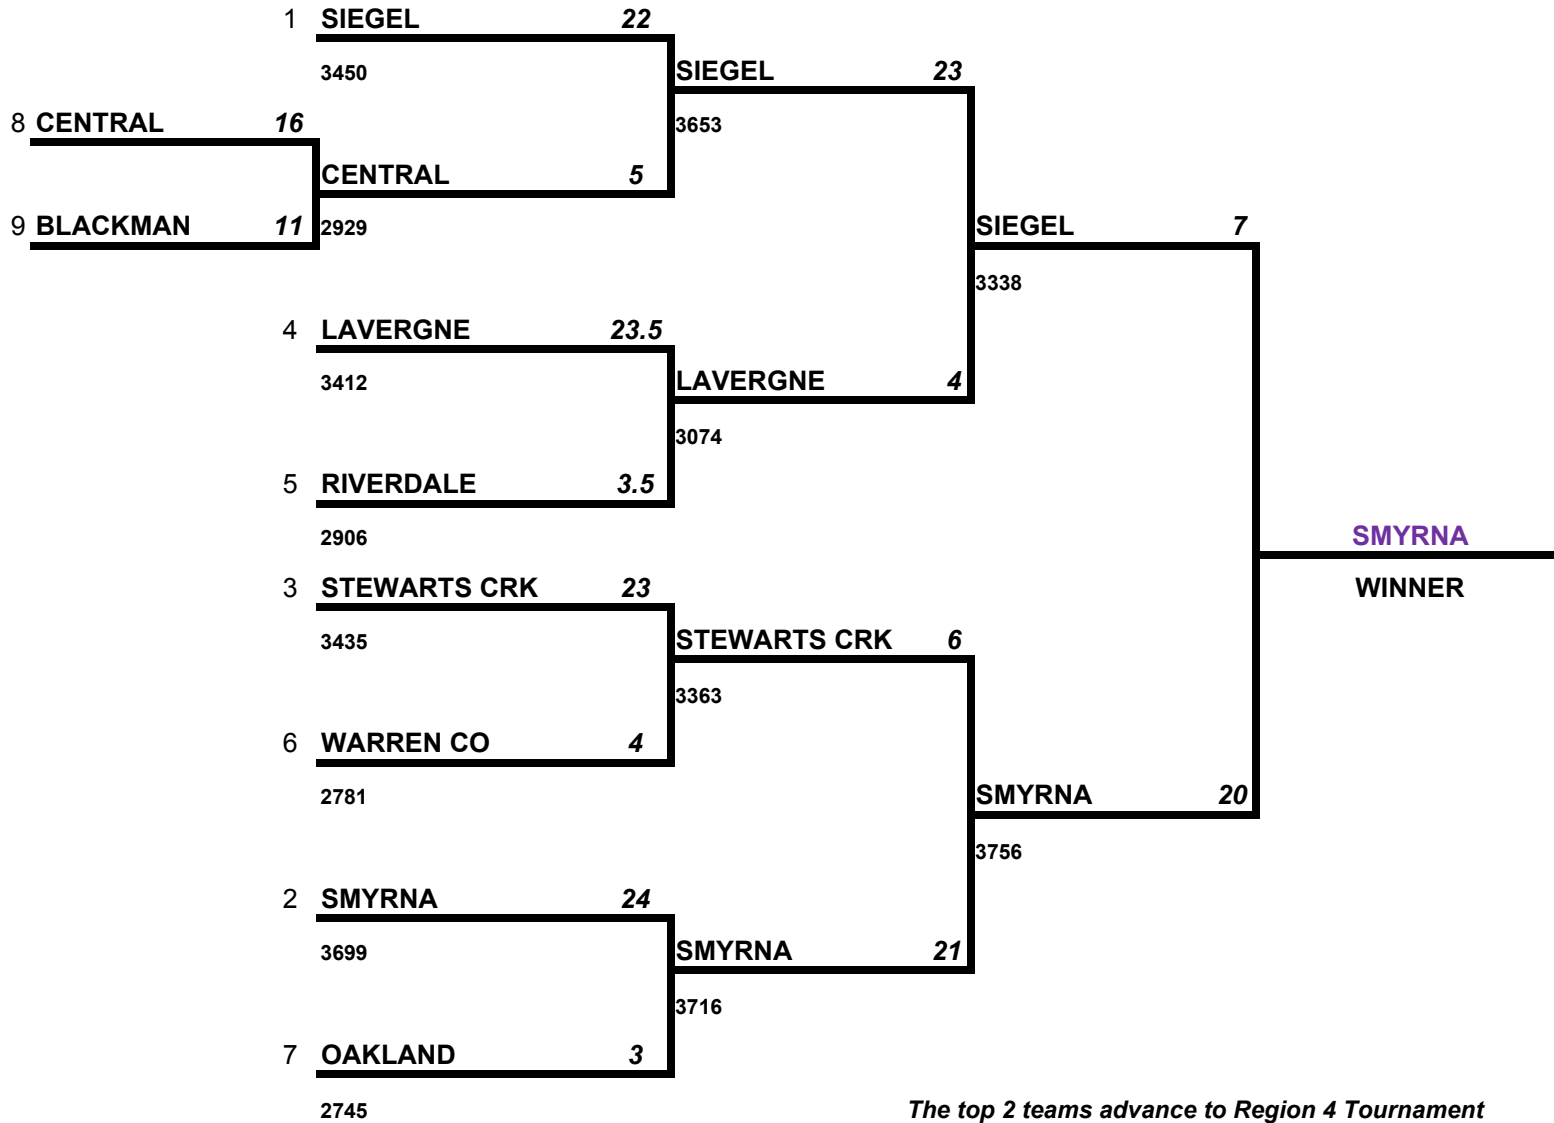 1 SIEGEL 22
3450
SIEGEL 23
8 CENTRAL 16
3653
CENTRAL 5
9 BLACKMAN 11
2929
SIEGEL 7
3338
4 LAVERGNE 23.5
3412
LAVERGNE 4
3074
5 RIVERDALE 3.5
2906
SMYRNA
3 STEWARTS CRK 23
WINNER
3435
STEWARTS CRK 6
3363
6 WARREN CO 4
2781
SMYRNA 20
3756
2 SMYRNA 24
3699
SMYRNA 21
3716
7 OAKLAND 3
2745
The top 2 teams advance to Region 4 Tournament